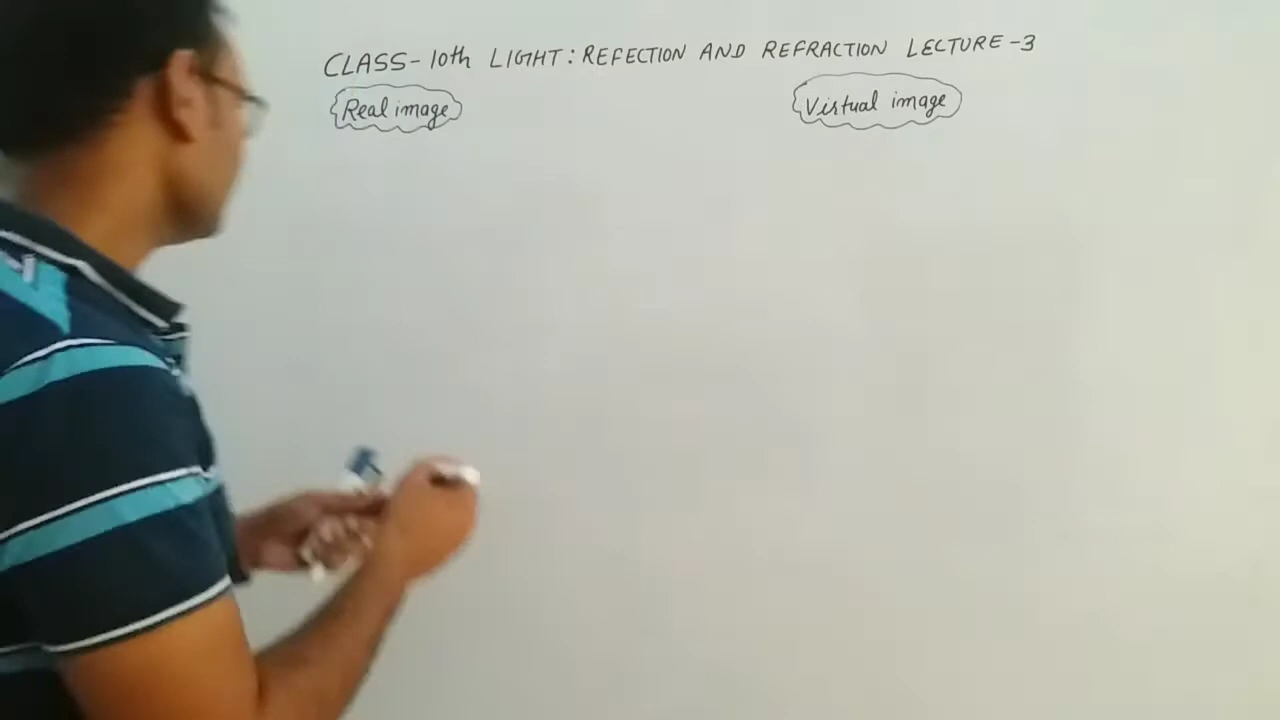 CLASS-10th LIGHT: REFECTION AND REFRACTION LECTURE-3
Real image
Virtual image